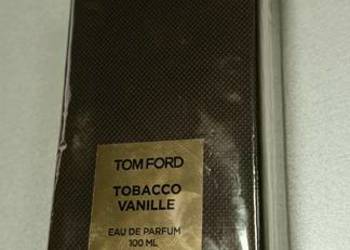 TOM FORD
TOBACCO
VANILLE
EAU DE PARFUM
100 ML